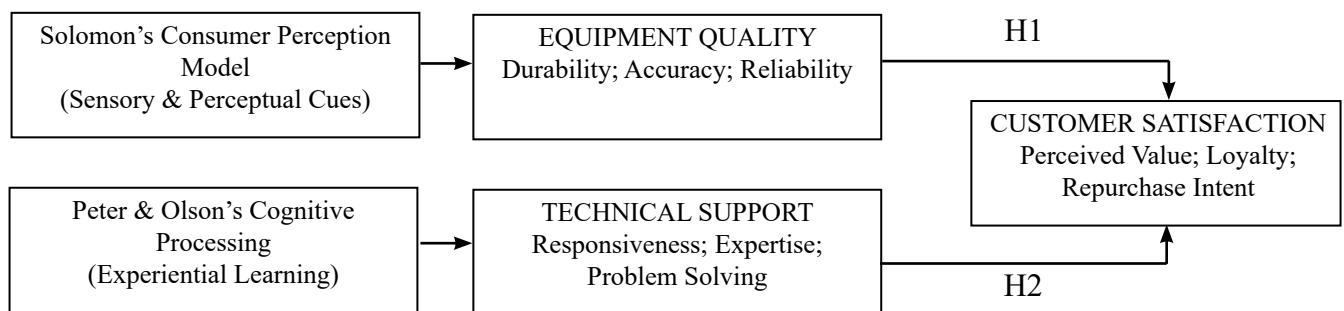 Solomon’s Consumer Perception
Model
(Sensory & Perceptual Cues)
EQUIPMENT QUALITY
Durability; Accuracy; Reliability
H1
CUSTOMER SATISFACTION
Perceived Value; Loyalty;
Repurchase Intent
Peter & Olson’s Cognitive
Processing
(Experiential Learning)
TECHNICAL SUPPORT
Responsiveness; Expertise;
Problem Solving
H2